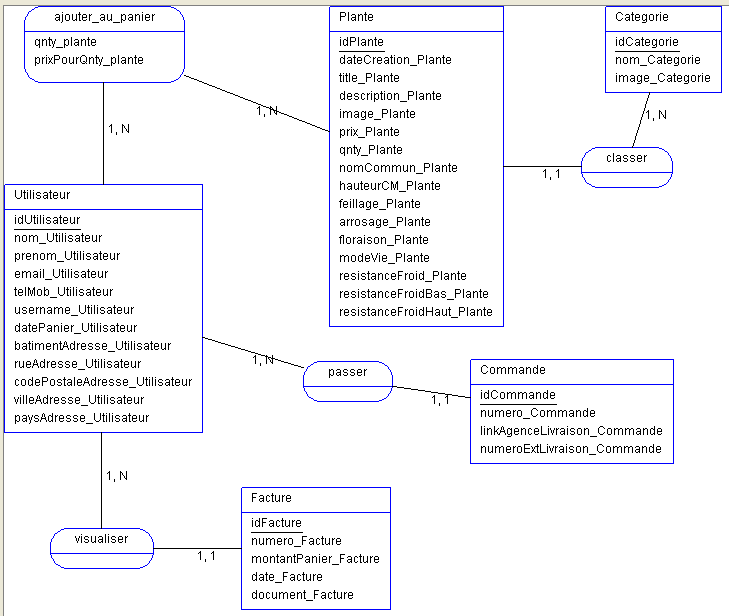 ajouter_au_panier
qnty_plante
prixPourQnty_plante
1, N
1, N
Plante
idPlante
dateCreation_Plante
title_Plante
description_Plante
image_Plante
prix_Plante
qnty_Plante
nomCommun_Plante
hauteurCM_Plante
feillage_Plante
arrosage_Plante
floraison_Plante
modeVie_Plante
resistanceFroid_Plante
resistanceFroidBas_Plante
resistanceFroidHaut_Plante
Categorie
idCategorie
nom_Categorie
image_Categorie
1, N
classer
1, 1
Utilisateur
idUtilisateur
nom_Utilisateur
prenom_Utilisateur
email_Utilisateur
telMob_Utilisateur
username_Utilisateur
datePanier_Utilisateur
batimentAdresse_Utilisateur
rueAdresse_Utilisateur
codePostaleAdresse_Utilisateur
villeAdresse_Utilisateur
paysAdresse_Utilisateur
1, N
passer
1, 1
Commande
idCommande
numero_Commande
linkAgenceLivraison_Commande
numeroExtLivraison_Commande
1, N
visualiser
1, 1
Facture
idFacture
numero_Facture
montantPanier_Facture
date_Facture
document_Facture